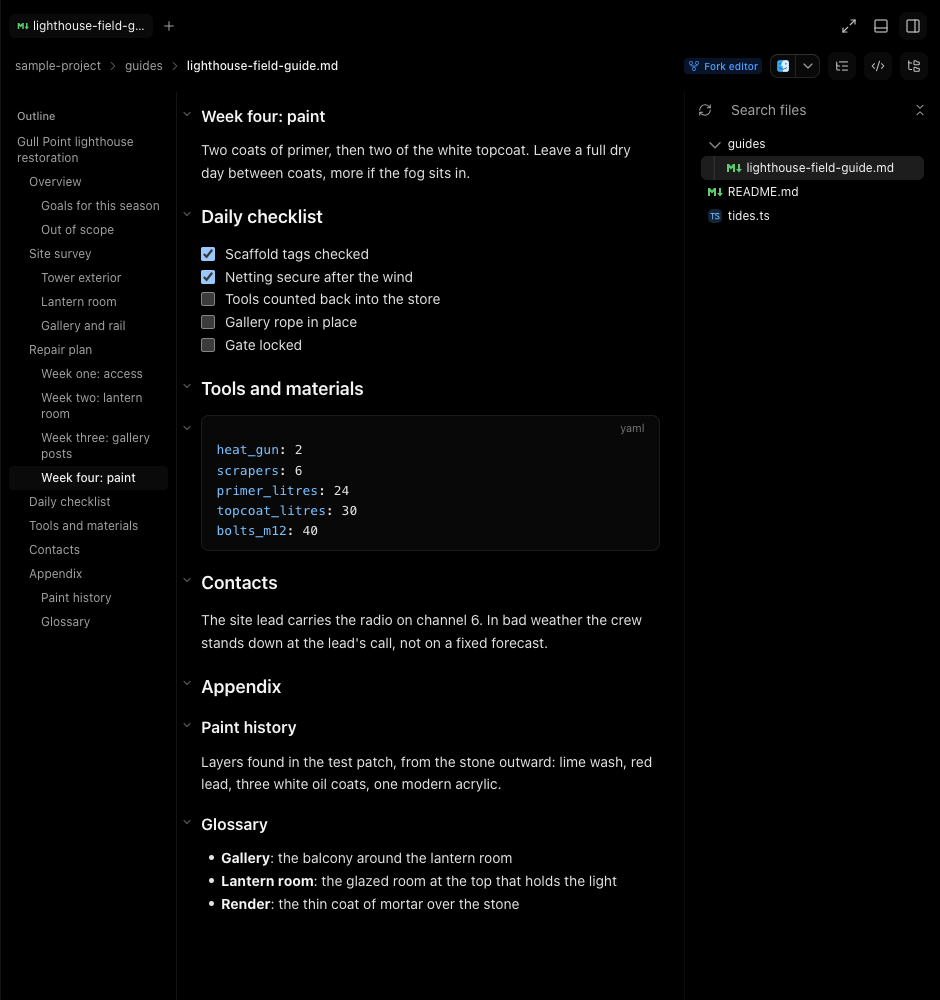 lighthouse-field-g...
sample-project > guides > lighthouse-field-guide.md
Fork editor
Outline
Gull Point lighthouse
restoration
Overview
Goals for this season
Out of scope
Site survey
Tower exterior
Lantern room
Gallery and rail
Repair plan
Week one: access
Week two: lantern
room
Week three: gallery
posts
Week four: paint
Daily checklist
Tools and materials
Contacts
Appendix
Paint history
Glossary
Week four: paint
Two coats of primer, then two of the white topcoat. Leave a full dry
day between coats, more if the fog sits in.
Daily checklist
Scaffold tags checked
Netting secure after the wind
Tools counted back into the store
Gallery rope in place
Gate locked
Tools and materials
yaml
heat_gun: 2
scrapers: 6
primer_litres: 24
topcoat_litres: 30
bolts_m12: 40
Contacts
The site lead carries the radio on channel 6. In bad weather the crew
stands down at the lead's call, not on a fixed forecast.
Appendix
Paint history
Layers found in the test patch, from the stone outward: lime wash, red
lead, three white oil coats, one modern acrylic.
Glossary
Gallery: the balcony around the lantern room
Lantern room: the glazed room at the top that holds the light
Render: the thin coat of mortar over the stone
Search files
guides
lighthouse-field-guide.md
README.md
TS tides.ts